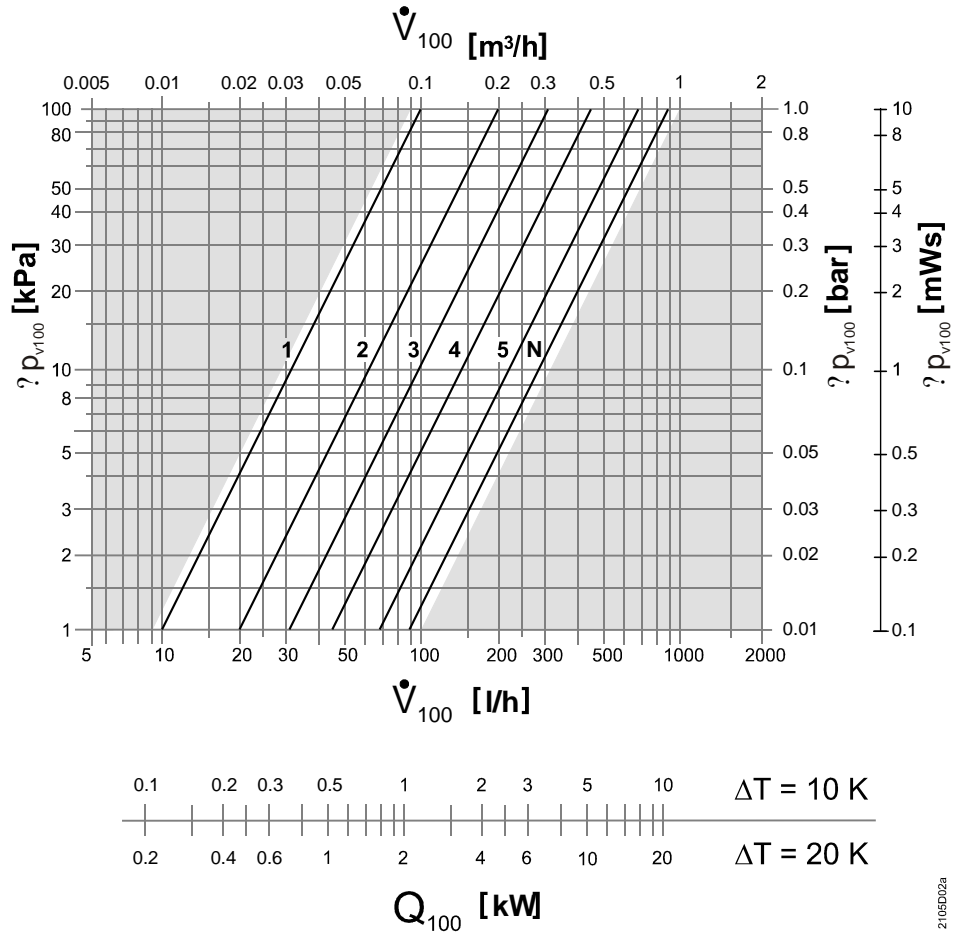 V̇100 [m³/h]
0.005 0.01 0.02 0.03 0.05 0.1 0.2 0.3 0.5 1 2
100 1.0 10
80 0.8 8
50 0.5 5
40 0.4 4
30 0.3 3
20 0.2 2
? pv100 [kPa]
? pv100 [bar]
? pv100 [mWs]
1 2 3 4 5 N
10 0.1 1
8
5 0.05 0.5
3 0.03 0.3
2 0.02 0.2
1 0.01 0.1
5 10 20 30 50 100 200 300 500 1000 2000
V̇100 [l/h]
0.1 0.2 0.3 0.5 1 2 3 5 10 ΔT = 10 K
0.2 0.4 0.6 1 2 4 6 10 20 ΔT = 20 K
Q100 [kW]
2105D02a